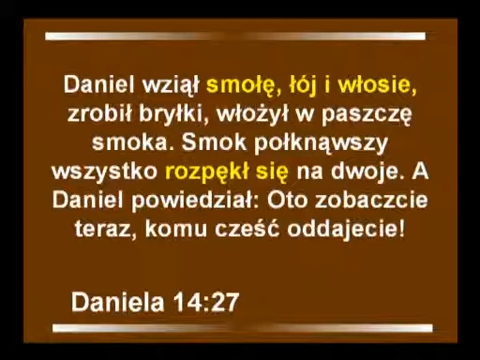 Daniel wziął smołę, łój i włosie,
zrobił bryłki, włożył w paszczę
smoka. Smok połknąwszy
wszystko rozpękł się na dwoje. A
Daniel powiedział: Oto zobaczcie
teraz, komu cześć oddajecie!
Daniela 14:27